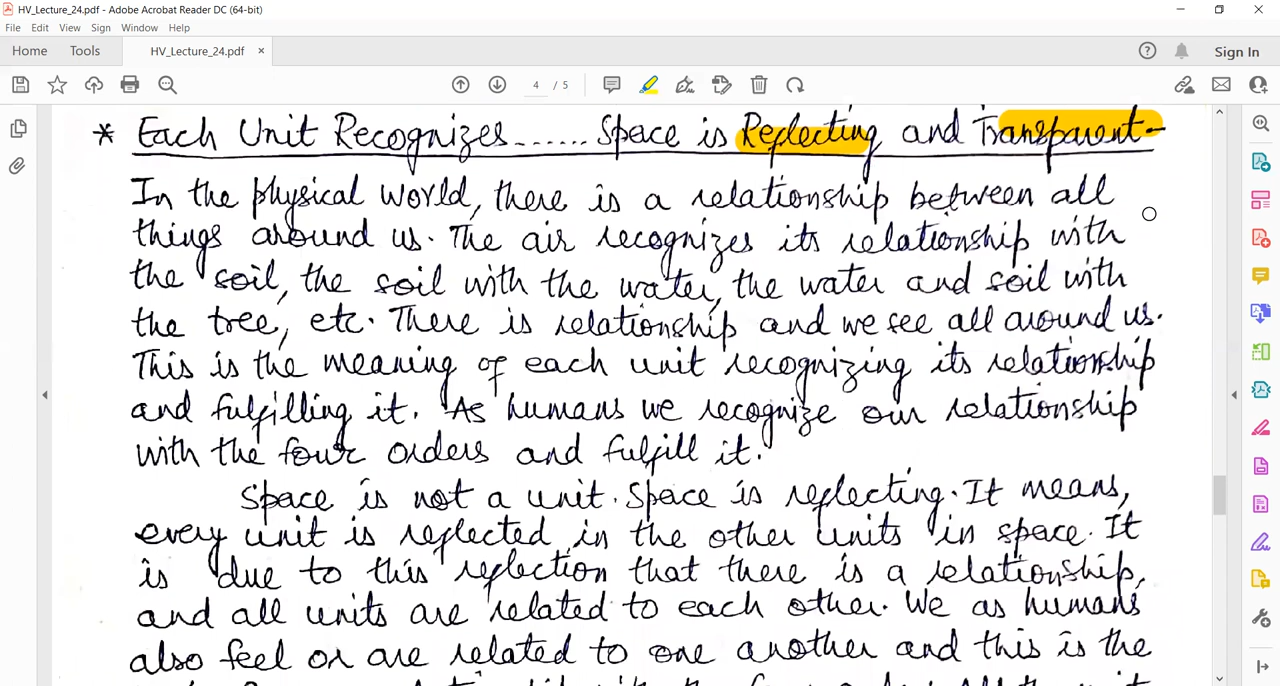 HV_Lecture_24.pdf - Adobe Acrobat Reader DC (64-bit)
File Edit View Sign Window Help
Home Tools HV_Lecture_24.pdf × Sign In
4 / 5
* Each Unit Recognizes...... Space is Reflecting and Transparent-
In the physical world, there is a relationship between all
things around us. The air recognizes its relationship with
the soil, the soil with the water, the water and soil with
the tree, etc. There is relationship and we see all around us.
This is the meaning of each unit recognizing its relationship
and fulfilling it. As humans we recognize our relationship
with the four orders and fulfill it.
Space is not a unit. Space is reflecting. It means,
every unit is reflected in the other units in space. It
is due to this reflection that there is a relationship,
and all units are related to each other. We as humans
also feel or are related to one another and this is the